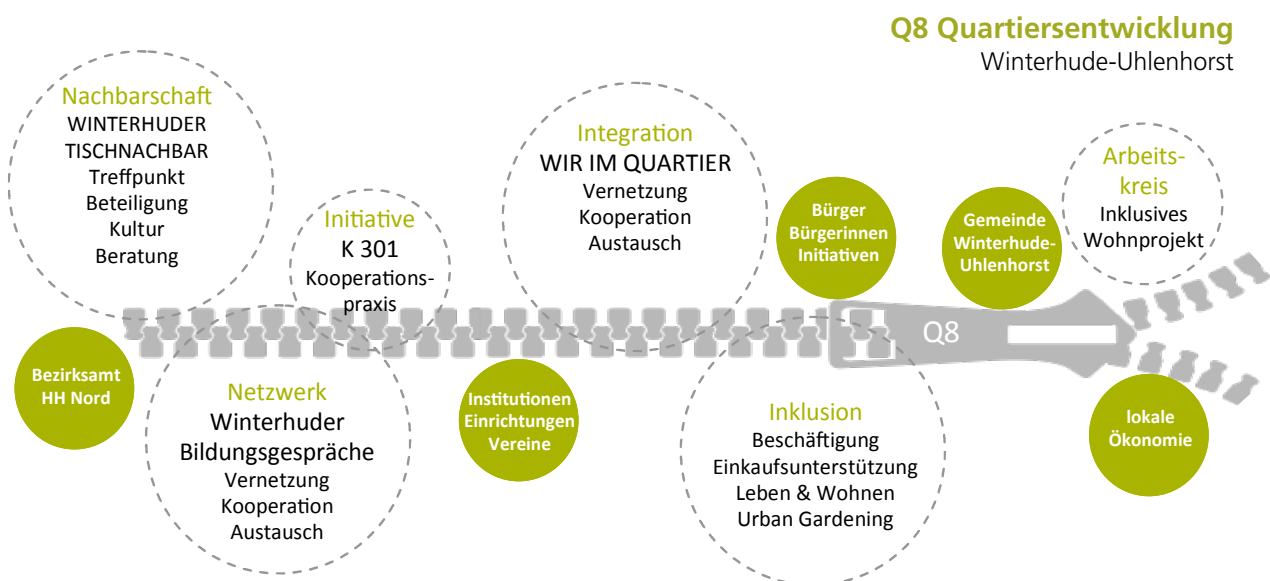 Q8 Quartiersentwicklung
Winterhude-Uhlenhorst
Nachbarschaft
WINTERHUDER
TISCHNACHBAR
Treffpunkt
Beteiligung
Kultur
Beratung
Initiative
K 301
Kooperations-
praxis
Integration
WIR IM QUARTIER
Vernetzung
Kooperation
Austausch
Bürger
Bürgerinnen
Initiativen
Gemeinde
Winterhude-
Uhlenhorst
Arbeits-
kreis
Inklusives
Wohnprojekt
Q8
Bezirksamt
HH Nord
Netzwerk
Winterhuder
Bildungsgespräche
Vernetzung
Kooperation
Austausch
Institutionen
Einrichtungen
Vereine
Inklusion
Beschäftigung
Einkaufsunterstützung
Leben & Wohnen
Urban Gardening
lokale
Ökonomie